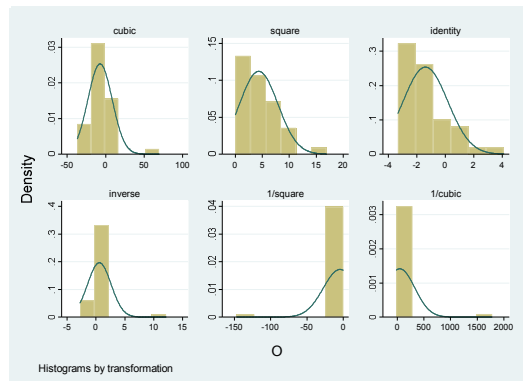 cubic
square
identity
0 .01 .02 .03
-50 0 50 100
0 .05 .1 .15
0 5 10 15 20
0 .1 .2 .3
-4 -2 0 2 4
Density
inverse
1/square
1/cubic
0 .1 .2 .3 .4
-5 0 5 10 15
0 .01 .02 .03 .04
-150 -100 -50 0
0 .001 .002 .003
0 500 1000 1500 2000
O
Histograms by transformation